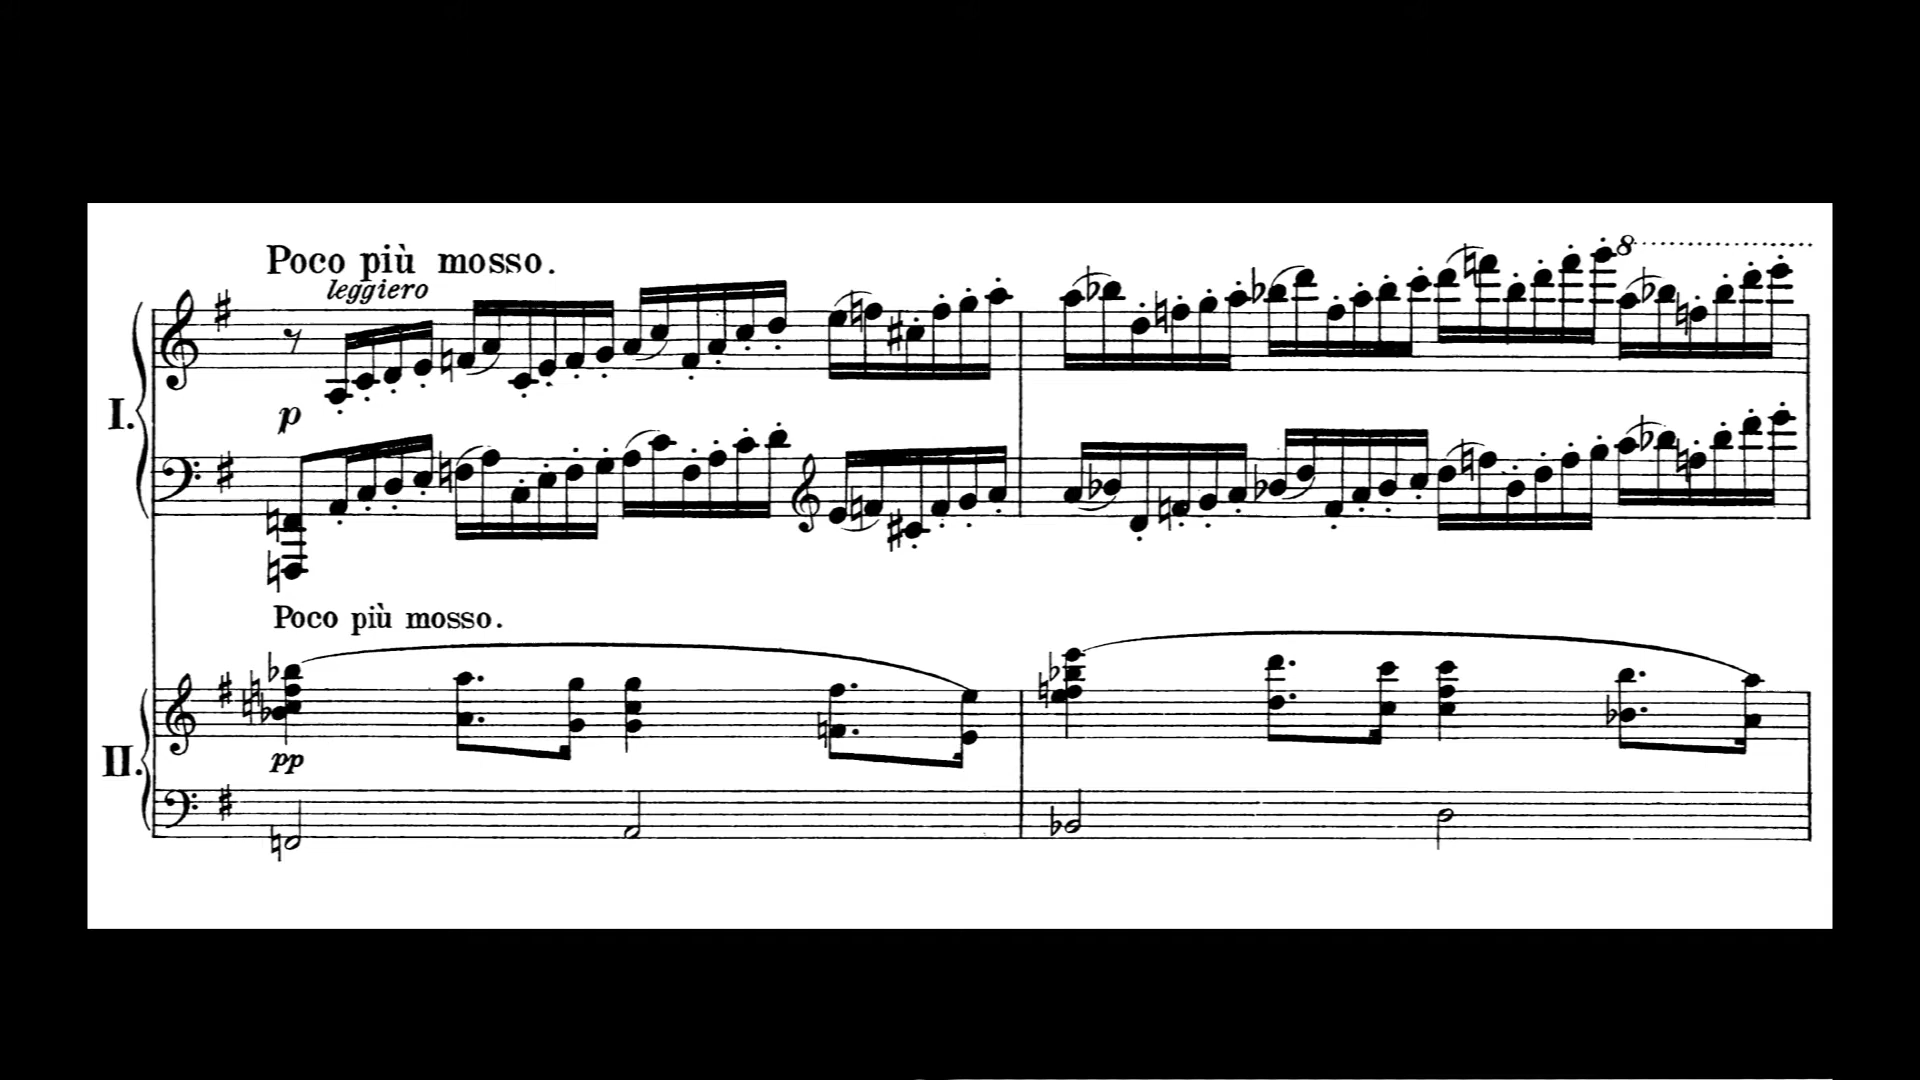 Poco più mosso.
leggiero
8
I.
p
Poco più mosso.
II.
pp